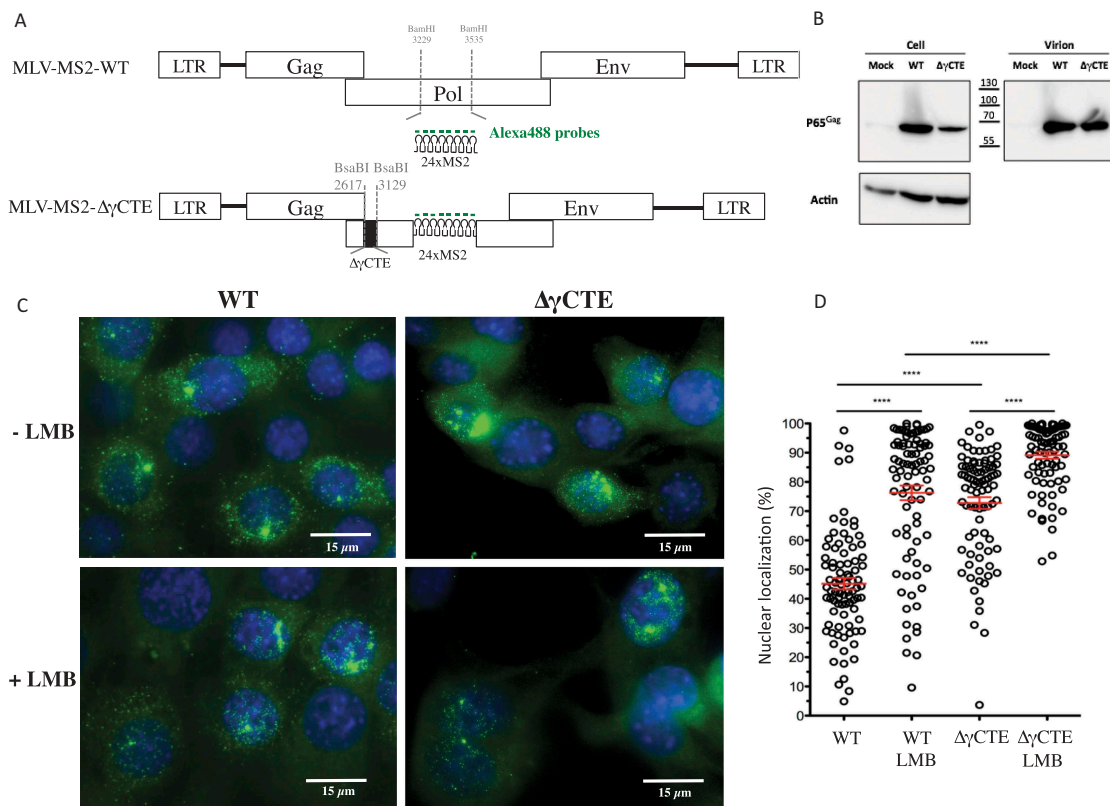 A
BamHI
3229
BamHI
3535
MLV-MS2-WT
LTR
Gag
Env
LTR
Pol
Alexa488 probes
24xMS2
BsaBI
2617
BsaBI
3129
MLV-MS2-ΔγCTE
LTR
Gag
Env
LTR
ΔγCTE
24xMS2
B
Cell
Virion
Mock WT ΔγCTE
Mock WT ΔγCTE
130
100
70
55
P65Gag
Actin
C
WT
ΔγCTE
- LMB
15 µm
15 µm
+ LMB
15 µm
15 µm
D
****
****
****
****
Nuclear localization (%)
100
90
80
70
60
50
40
30
20
10
0
WT
WT
LMB
ΔγCTE
ΔγCTE
LMB